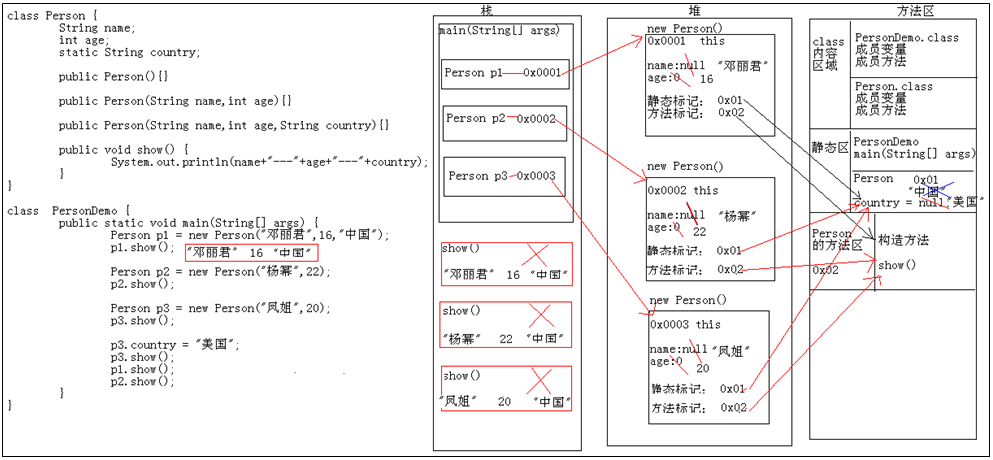 class Person {
String name;
int age;
static String country;
public Person(){}
public Person(String name,int age){}
public Person(String name,int age,String country){}
public void show() {
System.out.println(name+"---"+age+"---"+country);
}
}
class PersonDemo {
public static void main(String[] args) {
Person p1 = new Person("邓丽君",16,"中国");
p1.show();
"邓丽君" 16 "中国"
Person p2 = new Person("杨幂",22);
p2.show();
Person p3 = new Person("凤姐",20);
p3.show();
p3.country = "美国";
p3.show();
p1.show();
p2.show();
}
}
栈
main(String[] args)
Person p1 0x0001
Person p2 0x0002
Person p3 0x0003
show()
"邓丽君" 16 "中国"
show()
"杨幂" 22 "中国"
show()
"凤姐" 20 "中国"
堆
new Person()
0x0001 this
name:null "邓丽君"
age:0 16
静态标记: 0x01
方法标记: 0x02
new Person()
0x0002 this
name:null "杨幂"
age:0 22
静态标记: 0x01
方法标记: 0x02
new Person()
0x0003 this
name:null "凤姐"
age:0 20
静态标记: 0x01
方法标记: 0x02
方法区
class
内容
区域
PersonDemo.class
成员变量
成员方法
Person.class
成员变量
成员方法
静态区
PersonDemo
main(String[] args)
Person 0x01
"中国"
country = null "美国"
Person
的方法区
0x02
构造方法
show()